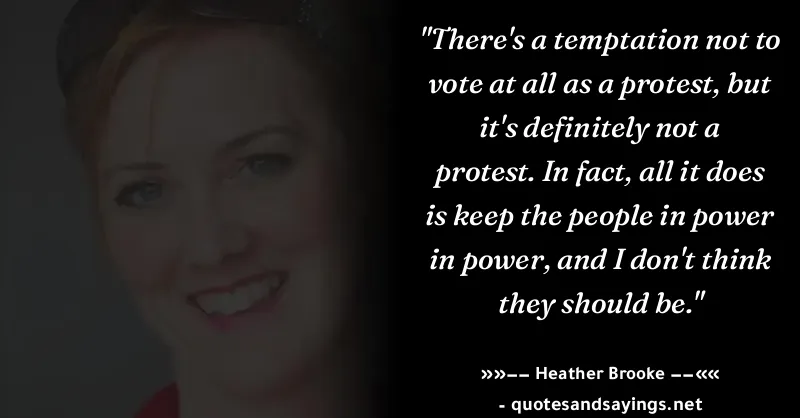 "There's a temptation not to
vote at all as a protest, but
it's definitely not a
protest. In fact, all it does
is keep the people in power
in power, and I don't think
they should be."
»»−− Heather Brooke −−««
- quotesandsayings.net